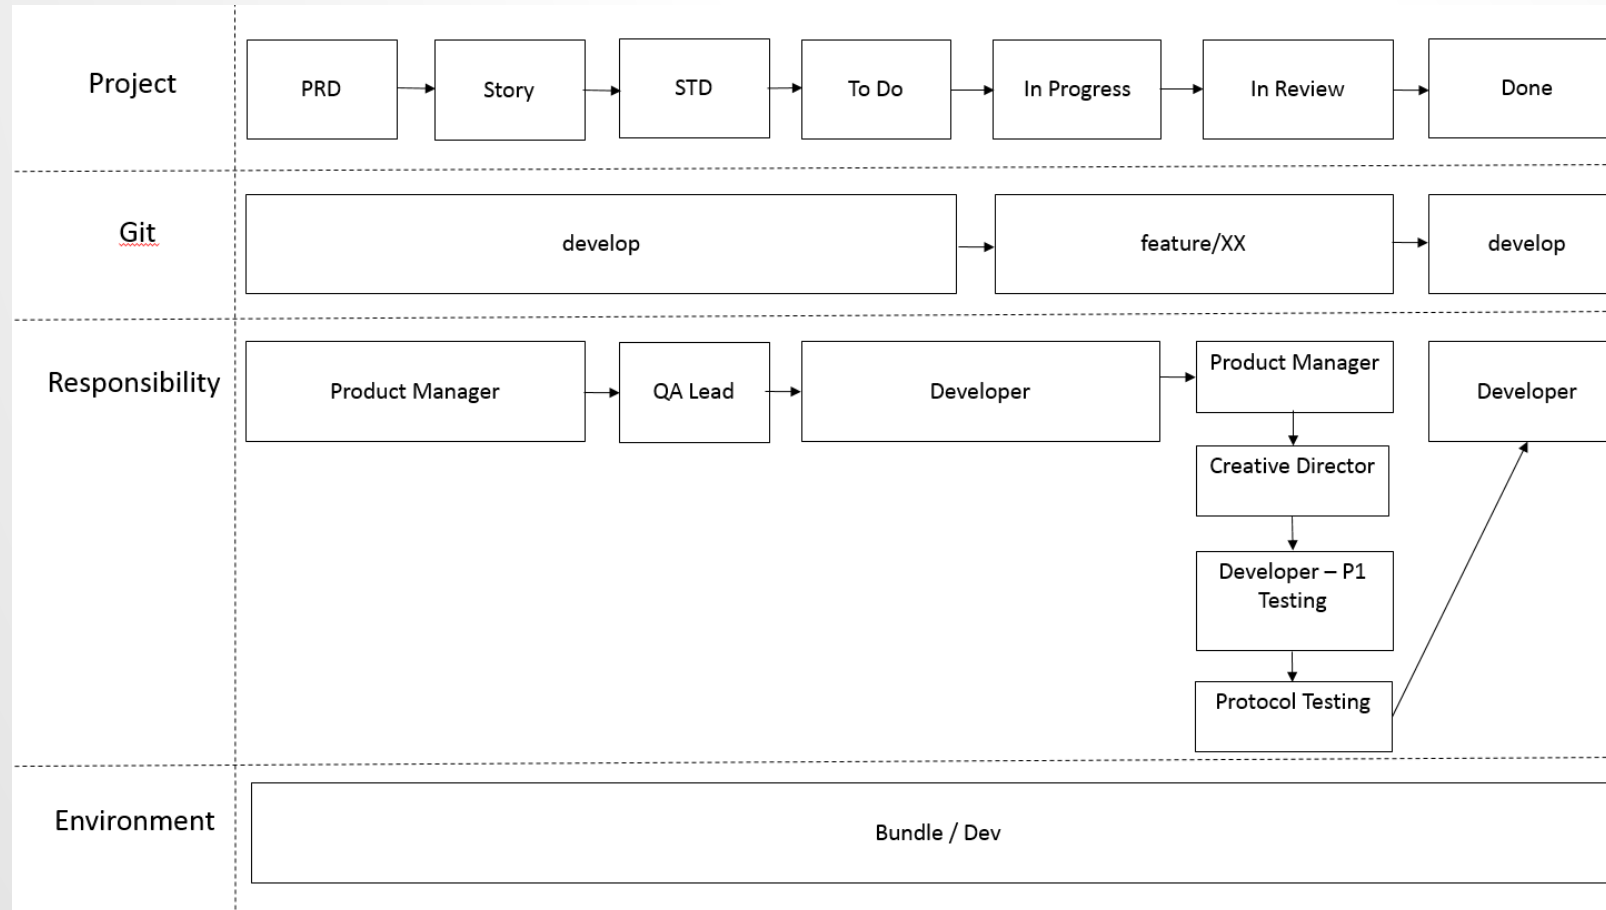 Project
PRD
Story
STD
To Do
In Progress
In Review
Done
Git
develop
feature/XX
develop
Responsibility
Product Manager
QA Lead
Developer
Product Manager
Developer
Creative Director
Developer – P1
Testing
Protocol Testing
Environment
Bundle / Dev